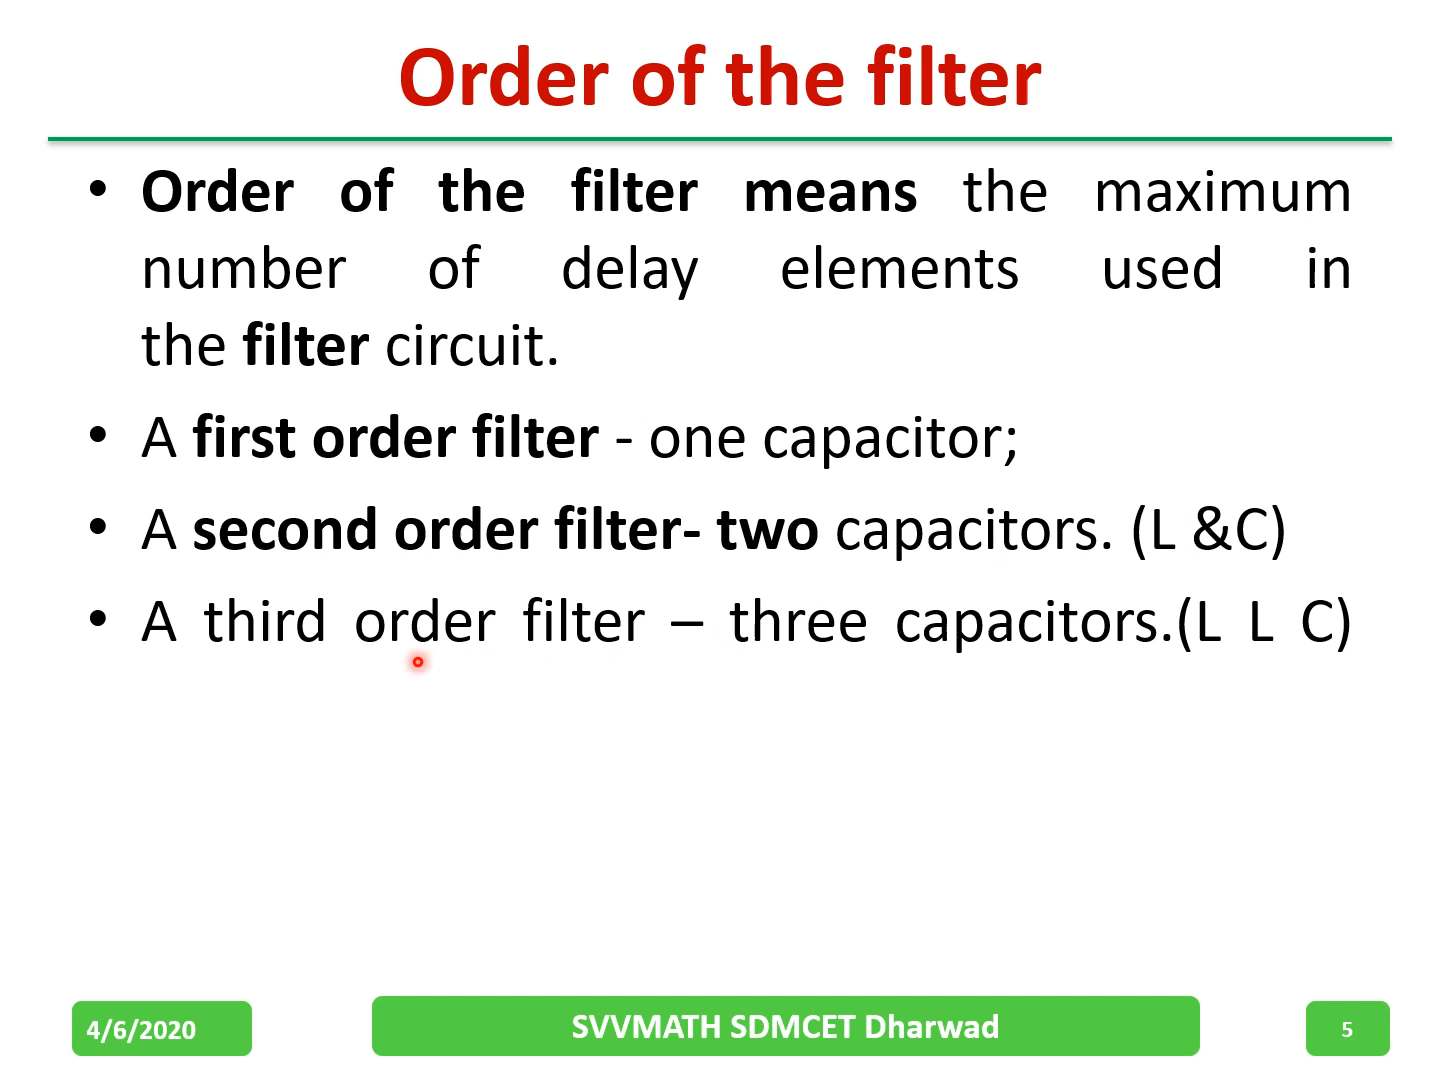 Order of the filter
• Order of the filter means the maximum
number of delay elements used in
the filter circuit.
• A first order filter - one capacitor;
• A second order filter- two capacitors. (L &C)
• A third order filter – three capacitors.(L L C)
4/6/2020
SVVMATH SDMCET Dharwad
5